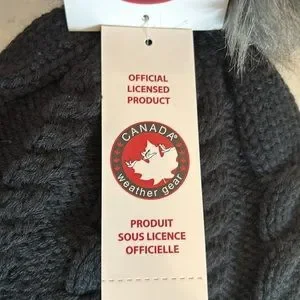 OFFICIAL
LICENSED
PRODUCT
CANADA®
weather gear
PRODUIT
SOUS LICENCE
OFFICIELLE